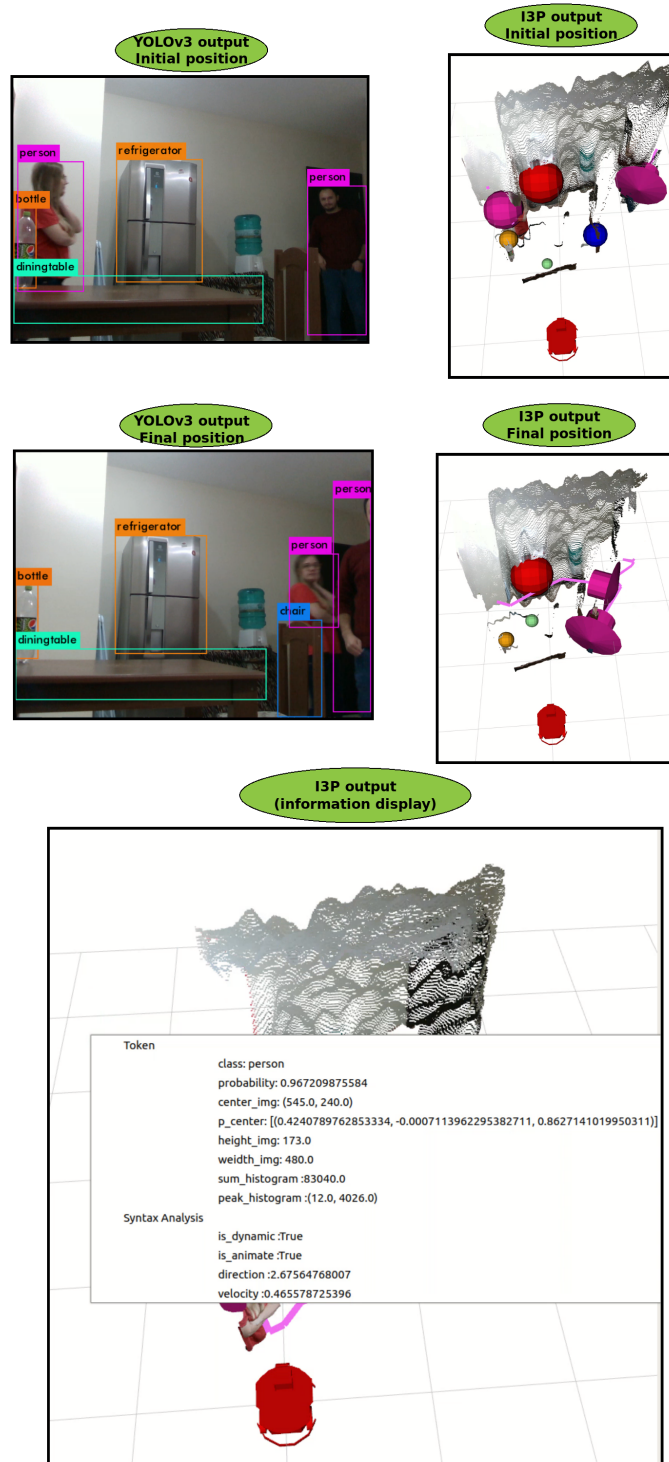 YOLOv3 output
Initial position
I3P output
Initial position
person
refrigerator
person
bottle
diningtable
YOLOv3 output
Final position
I3P output
Final position
person
refrigerator
person
bottle
chair
diningtable
I3P output
(information display)
Token
class: person
probability: 0.967209875584
center_img: (545.0, 240.0)
p_center: [(0.4240789762853334, -0.0007113962295382711, 0.8627141019950311)]
height_img: 173.0
weidth_img: 480.0
sum_histogram :83040.0
peak_histogram :(12.0, 4026.0)
Syntax Analysis
is_dynamic :True
is_animate :True
direction :2.67564768007
velocity :0.465578725396